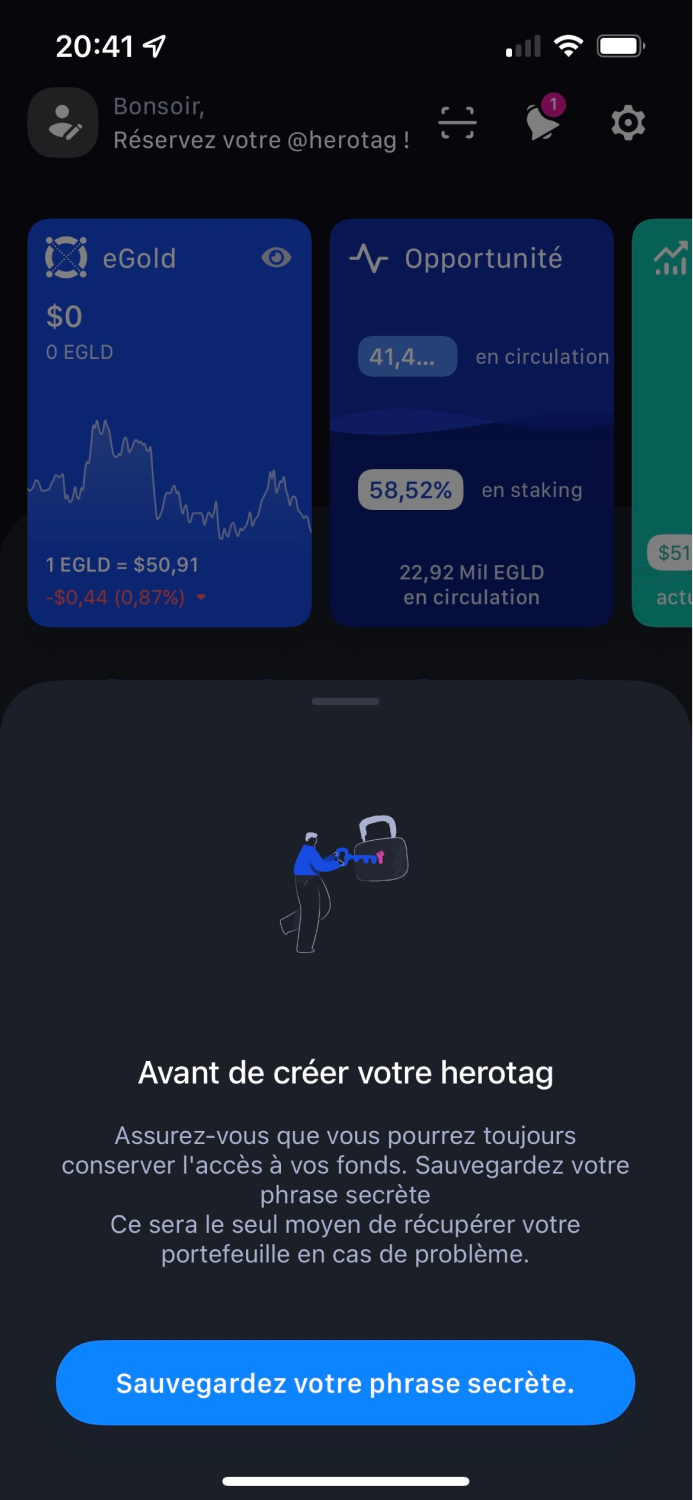 20:41
Bonsoir,
Réservez votre @herotag !
1
eGold
$0
0 EGLD
1 EGLD = $50,91
-$0,44 (0,87%)
Opportunité
41,4... en circulation
58,52% en staking
22,92 Mil EGLD
en circulation
$51
actu
Avant de créer votre herotag
Assurez-vous que vous pourrez toujours
conserver l'accès à vos fonds. Sauvegardez votre
phrase secrète
Ce sera le seul moyen de récupérer votre
portefeuille en cas de problème.
Sauvegardez votre phrase secrète.